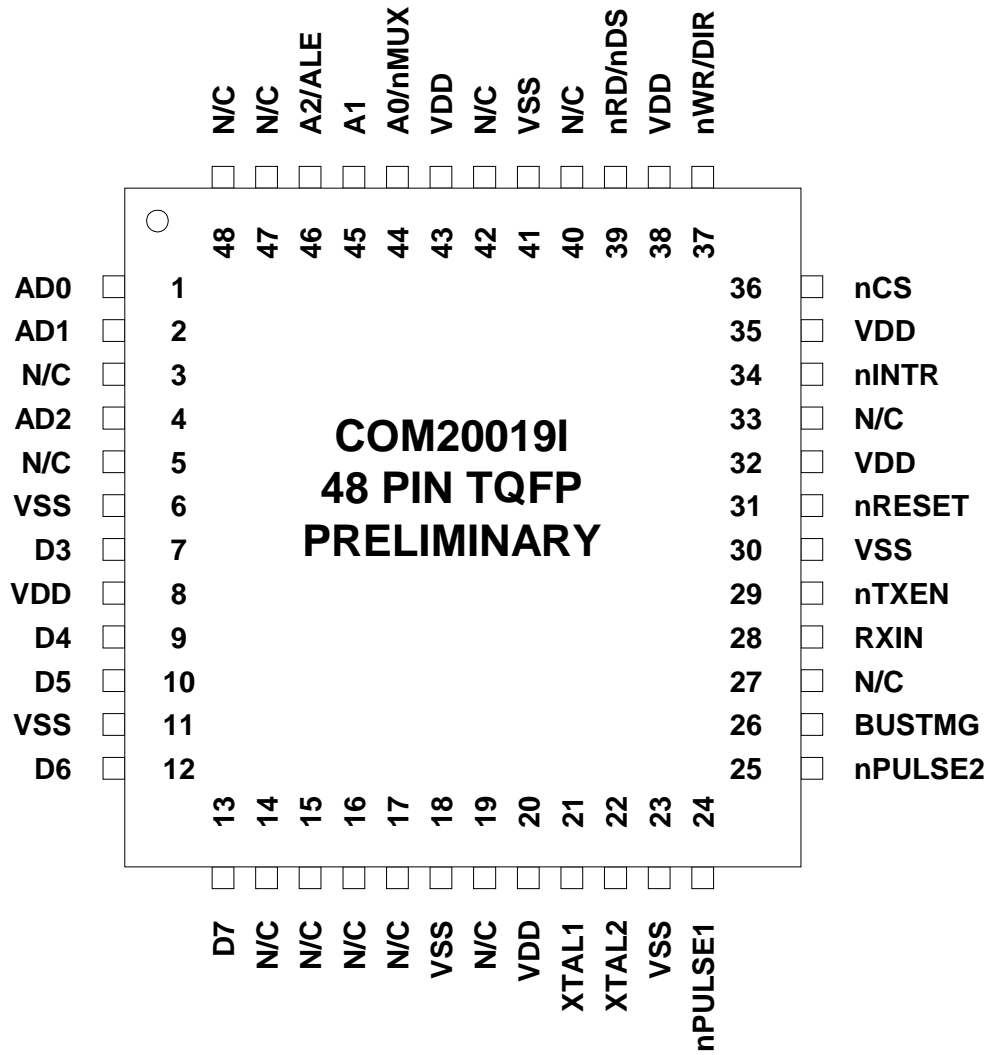 N/C
N/C
A2/ALE
A1
A0/nMUX
VDD
N/C
VSS
N/C
nRD/nDS
VDD
nWR/DIR
48
47
46
45
44
43
42
41
40
39
38
37
AD0 1
AD1 2
N/C 3
AD2 4
N/C 5
VSS 6
D3 7
VDD 8
D4 9
D5 10
VSS 11
D6 12
COM20019I
48 PIN TQFP
PRELIMINARY
36 nCS
35 VDD
34 nINTR
33 N/C
32 VDD
31 nRESET
30 VSS
29 nTXEN
28 RXIN
27 N/C
26 BUSTMG
25 nPULSE2
13
14
15
16
17
18
19
20
21
22
23
24
D7
N/C
N/C
N/C
N/C
VSS
N/C
VDD
XTAL1
XTAL2
VSS
nPULSE1